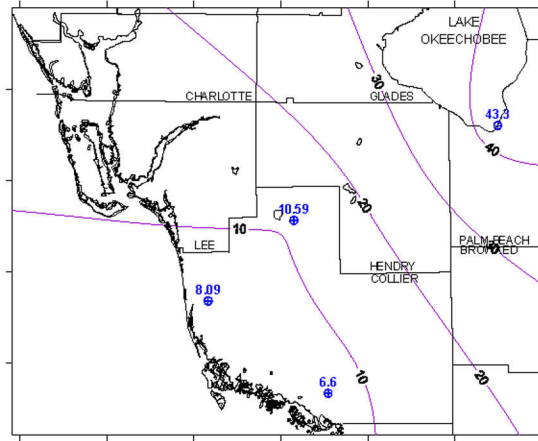 LAKE
OKEECHOBEE
30
CHARLOTTE
GLADES
43.3
40
20
10.59
10
LEE
PALM BEACH
BROWARD
30
HENDRY
COLLIER
8.09
6.6
10
20